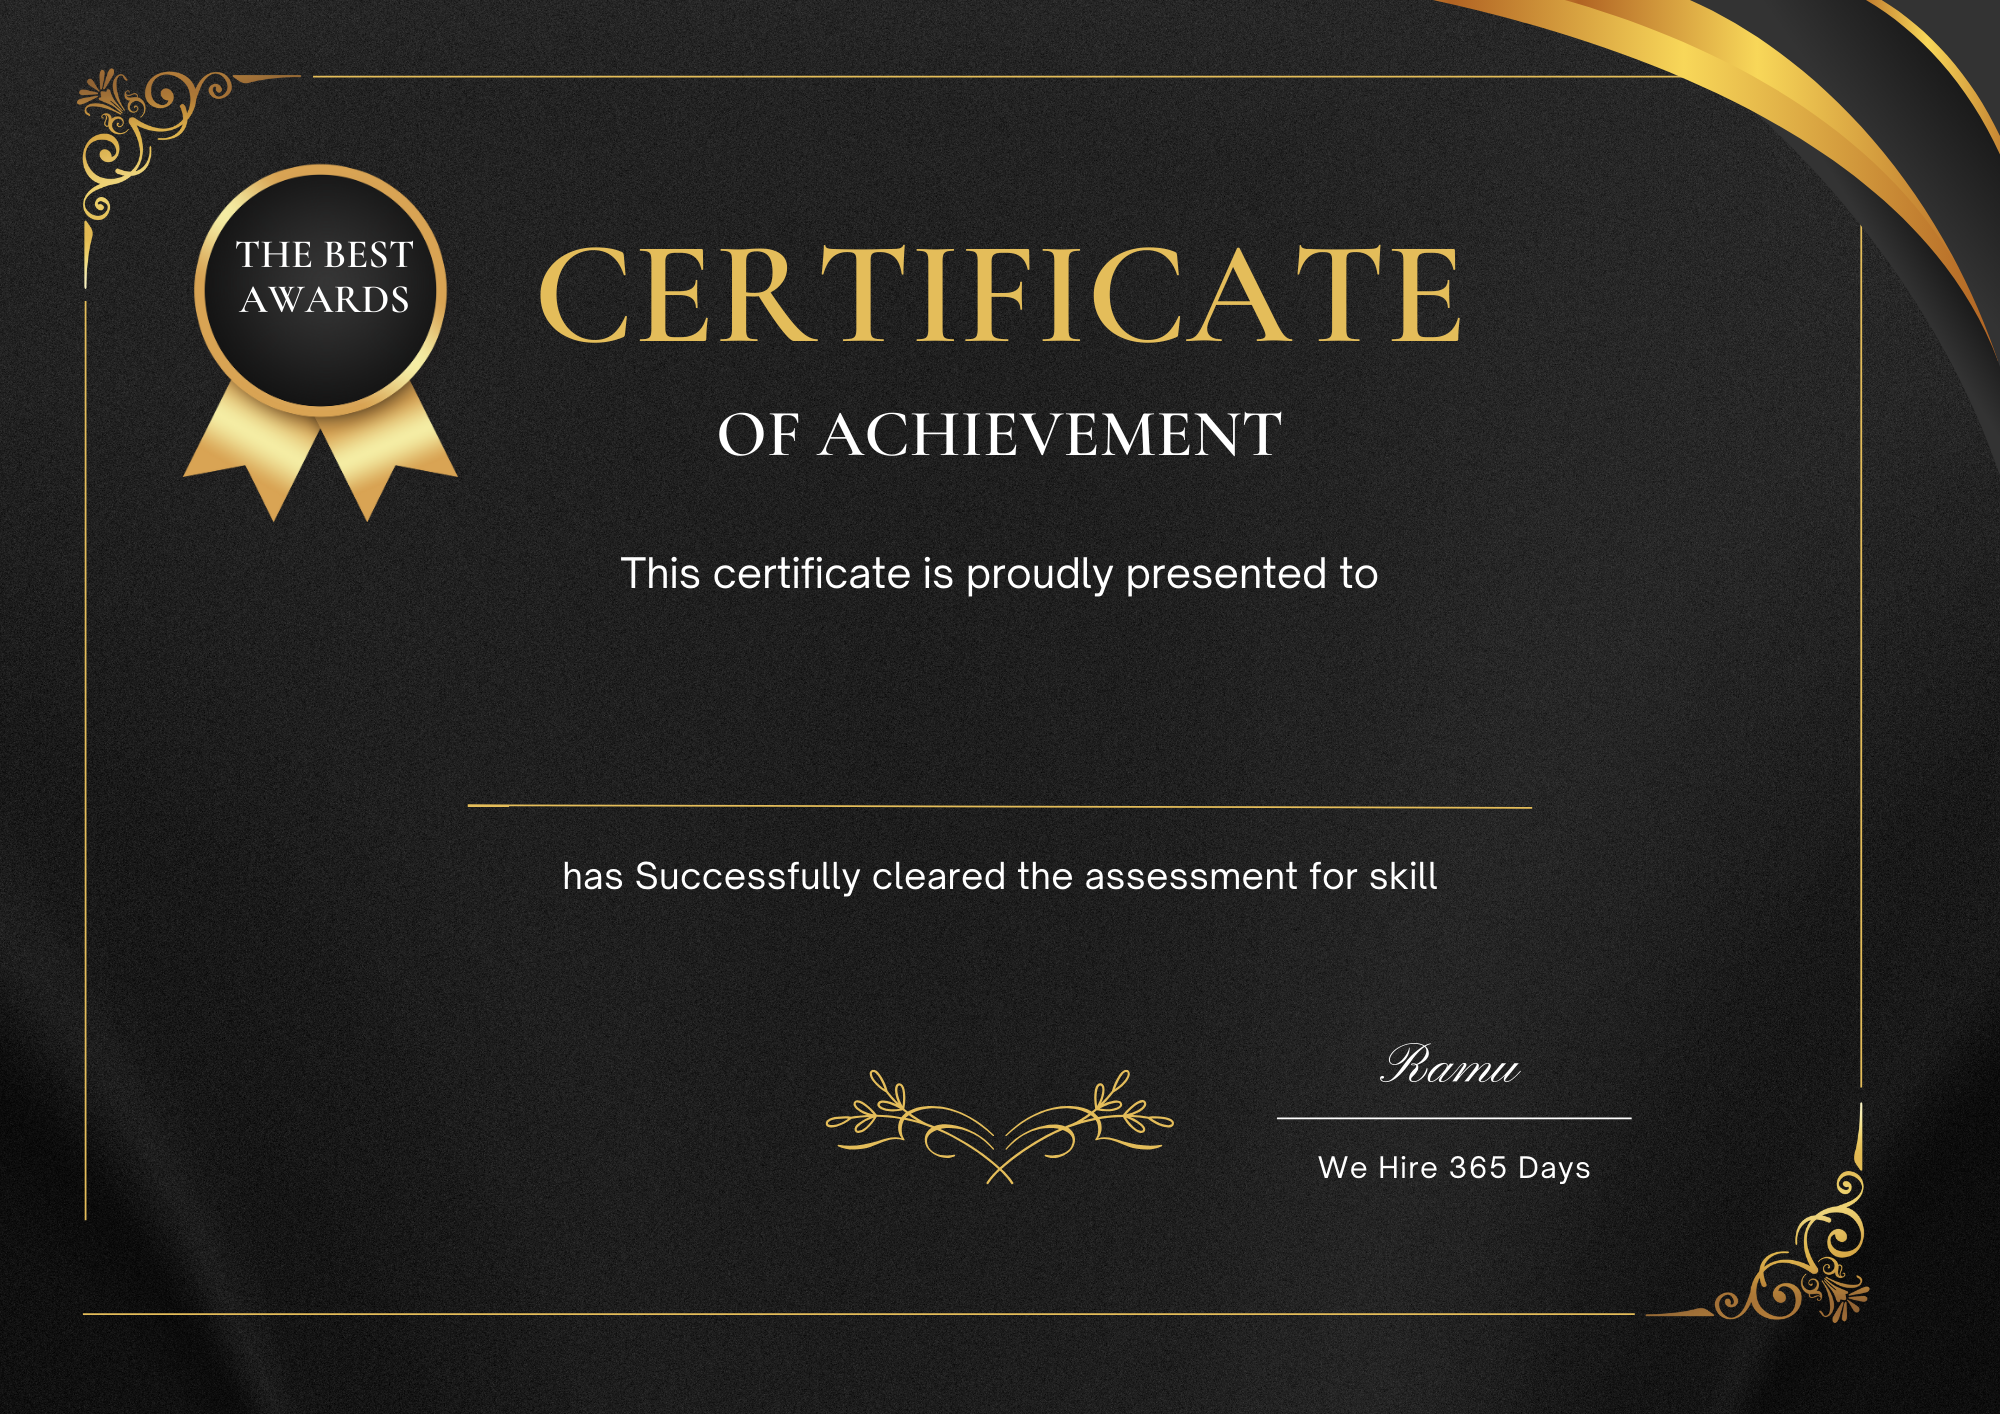 THE BEST
AWARDS
CERTIFICATE
OF ACHIEVEMENT
This certificate is proudly presented to
has Successfully cleared the assessment for skill
Ramu
We Hire 365 Days